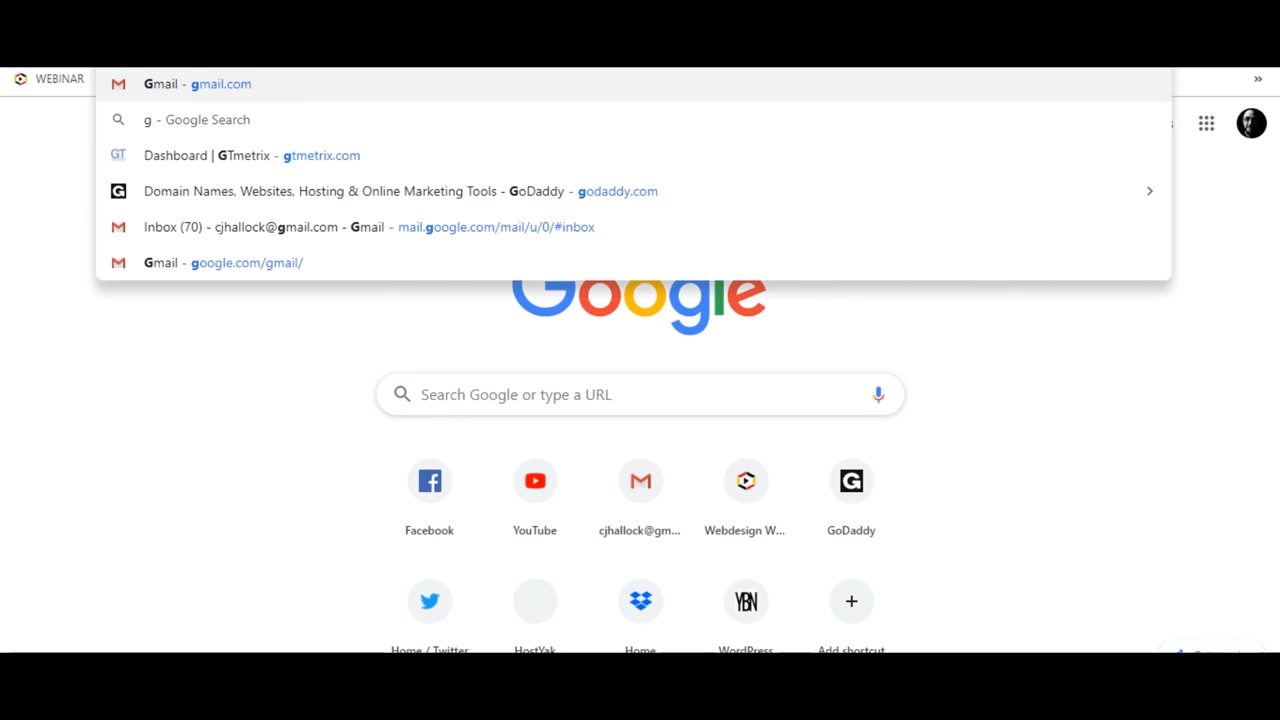 WEBINAR
»
Gmail - gmail.com
g - Google Search
GT Dashboard | GTmetrix - gtmetrix.com
Domain Names, Websites, Hosting & Online Marketing Tools - GoDaddy - godaddy.com
Inbox (70) - cjhallock@gmail.com - Gmail - mail.google.com/mail/u/0/#inbox
Gmail - google.com/gmail/
Google
Search Google or type a URL
Facebook YouTube cjhallock@gm... Webdesign W... GoDaddy
YBN
Home / Twitter HostYak Home WordPress Add shortcut